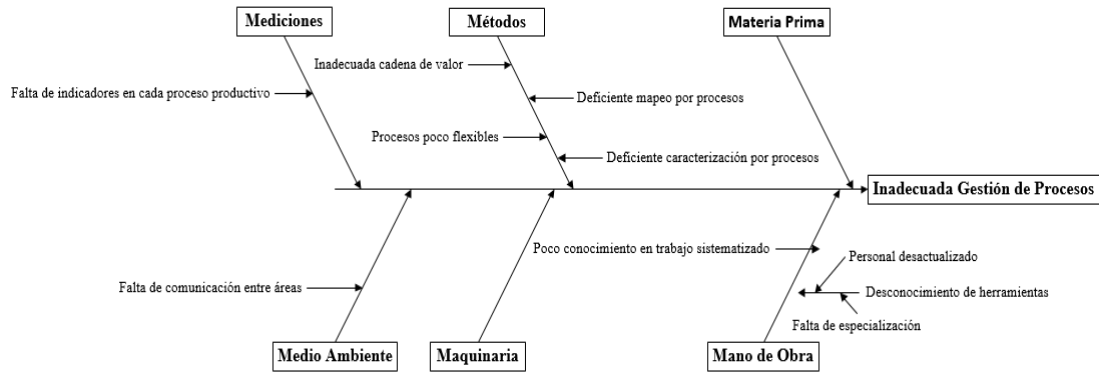 Mediciones
Métodos
Materia Prima
Inadecuada cadena de valor
Falta de indicadores en cada proceso productivo
Deficiente mapeo por procesos
Procesos poco flexibles
Deficiente caracterización por procesos
Inadecuada Gestión de Procesos
Poco conocimiento en trabajo sistematizado
Personal desactualizado
Falta de comunicación entre áreas
Desconocimiento de herramientas
Falta de especialización
Medio Ambiente
Maquinaria
Mano de Obra